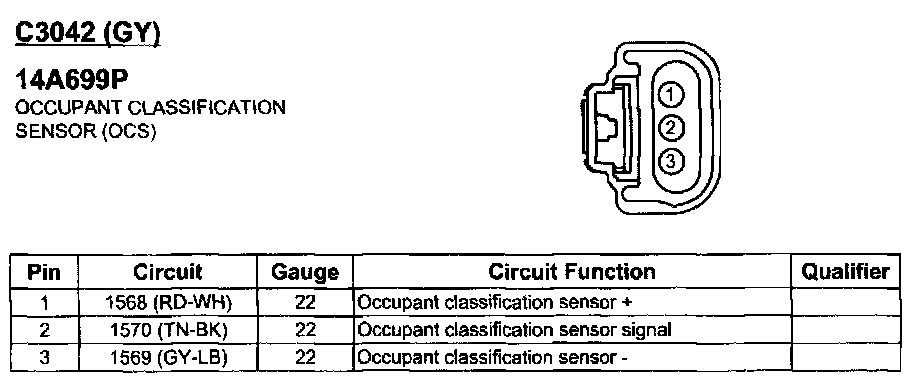 C3042 (GY)
14A699P
OCCUPANT CLASSIFICATION
SENSOR (OCS)
1
2
3
Pin Circuit Gauge Circuit Function Qualifier
1 1568 (RD-WH) 22 Occupant classification sensor +
2 1570 (TN-BK) 22 Occupant classification sensor signal
3 1569 (GY-LB) 22 Occupant classification sensor -